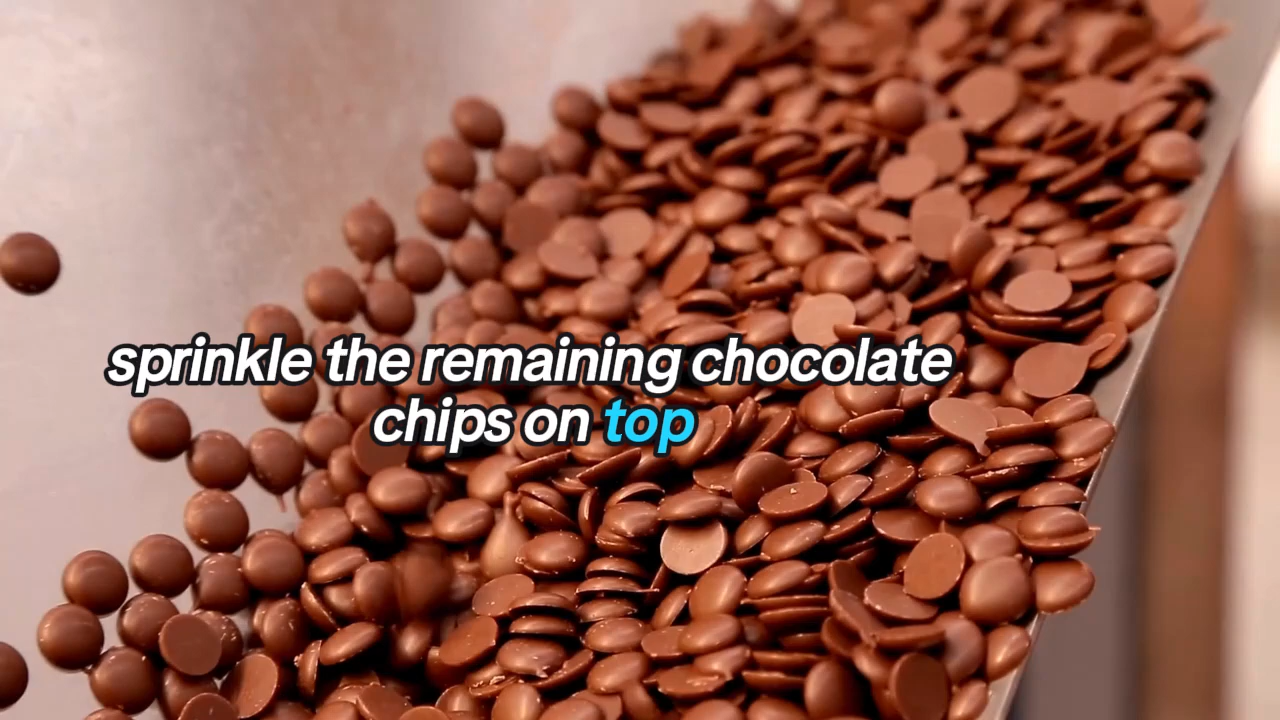 sprinkle the remaining chocolate
chips on top